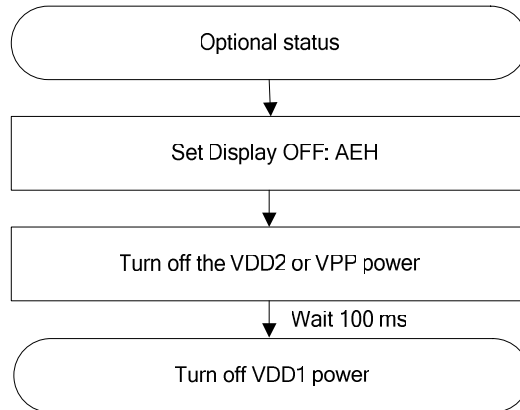 Optional status
Set Display OFF: AEH
Turn off the VDD2 or VPP power
Wait 100 ms
Turn off VDD1 power